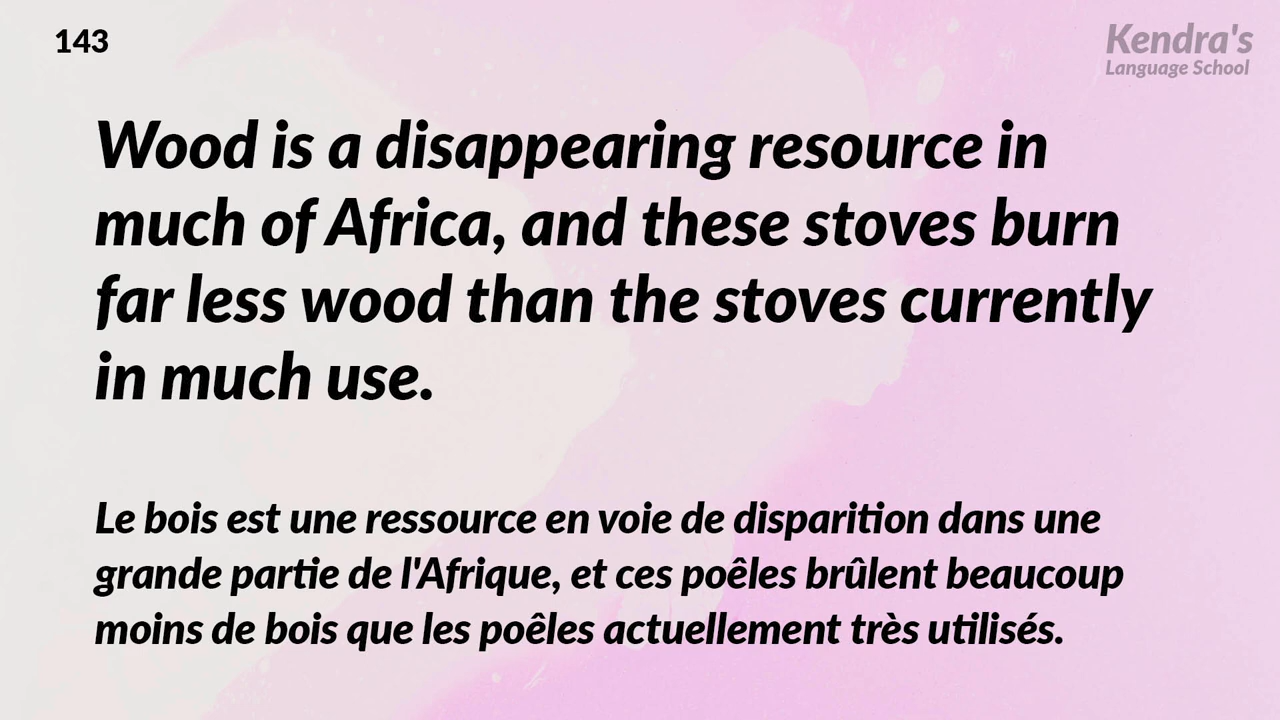 143
Kendra's
Language School
Wood is a disappearing resource in
much of Africa, and these stoves burn
far less wood than the stoves currently
in much use.
Le bois est une ressource en voie de disparition dans une
grande partie de l'Afrique, et ces poêles brûlent beaucoup
moins de bois que les poêles actuellement très utilisés.